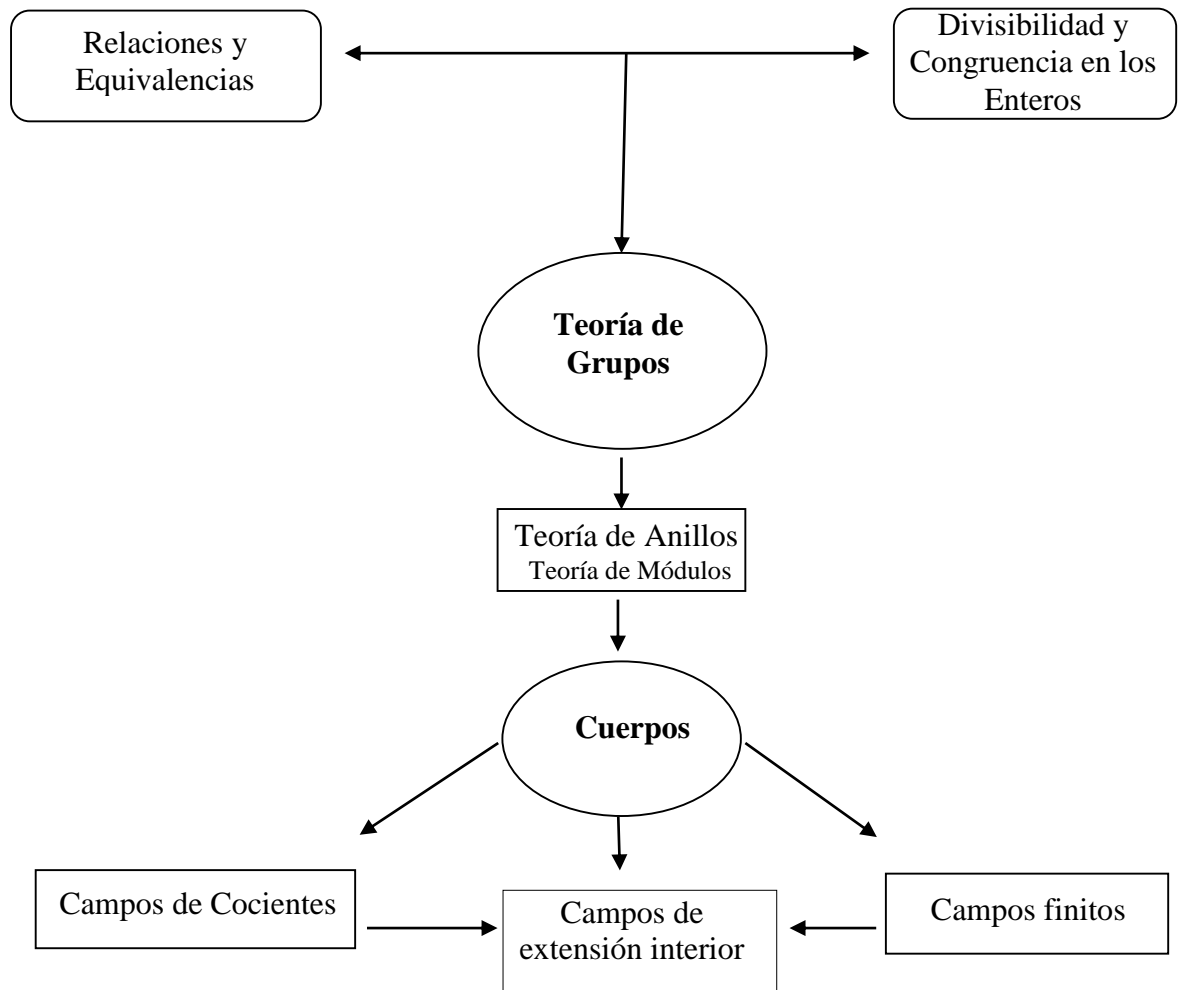 Relaciones y
Equivalencias
Divisibilidad y
Congruencia en los
Enteros
Teoría de
Grupos
Teoría de Anillos
Teoría de Módulos
Cuerpos
Campos de Cocientes
Campos de
extensión interior
Campos finitos